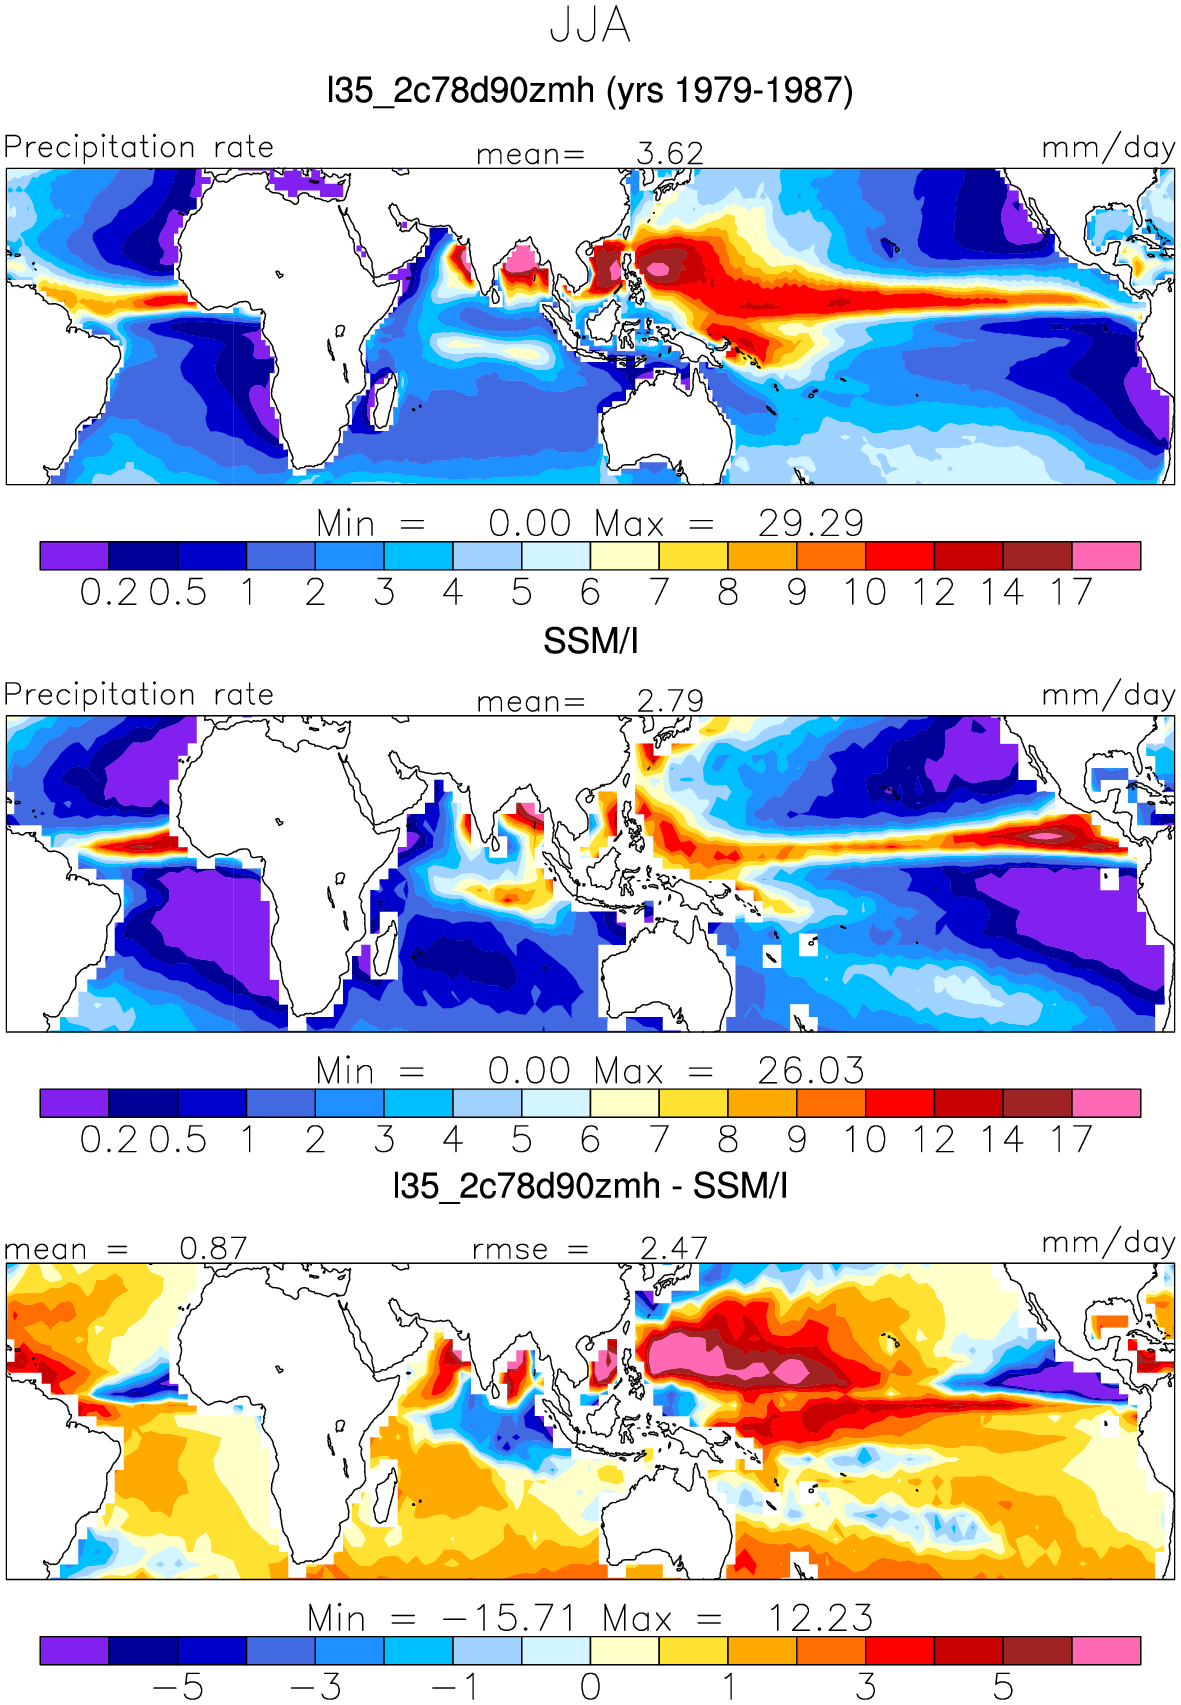 JJA
l35_2c78d90zmh (yrs 1979-1987)
Precipitation rate mean= 3.62 mm/day
Min = 0.00 Max = 29.29
0.2 0.5 1 2 3 4 5 6 7 8 9 10 12 14 17
SSM/I
Precipitation rate mean= 2.79 mm/day
Min = 0.00 Max = 26.03
0.2 0.5 1 2 3 4 5 6 7 8 9 10 12 14 17
l35_2c78d90zmh - SSM/I
mean = 0.87 rmse = 2.47 mm/day
Min = -15.71 Max = 12.23
-5 -3 -1 0 1 3 5